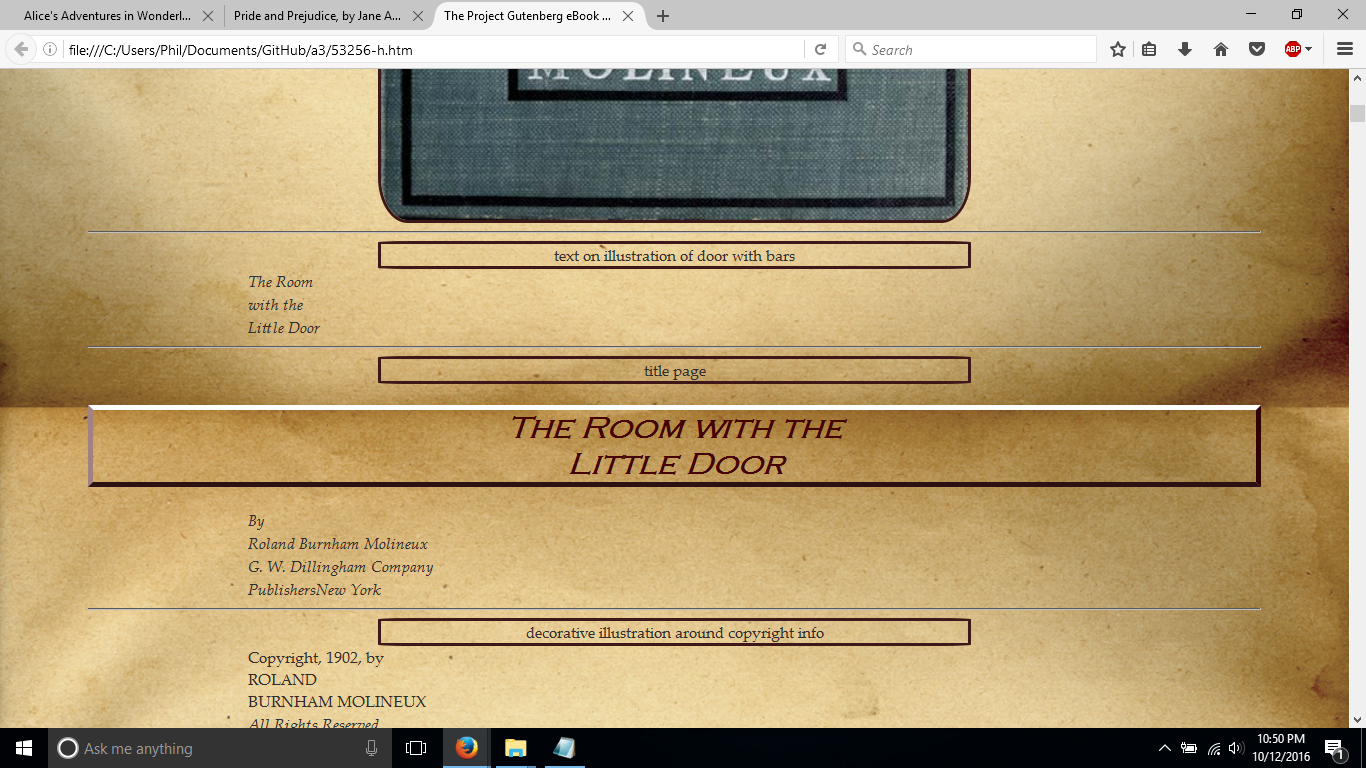 Alice's Adventures in Wonderl...
Pride and Prejudice, by Jane A...
The Project Gutenberg eBook ...
file:///C:/Users/Phil/Documents/GitHub/a3/53256-h.htm
Search
ABP
MOLINEUX
text on illustration of door with bars
The Room
with the
Little Door
title page
The Room with the
Little Door
By
Roland Burnham Molineux
G. W. Dillingham Company
PublishersNew York
decorative illustration around copyright info
Copyright, 1902, by
ROLAND
BURNHAM MOLINEUX
All Rights Reserved
Ask me anything
10:50 PM
10/12/2016
1